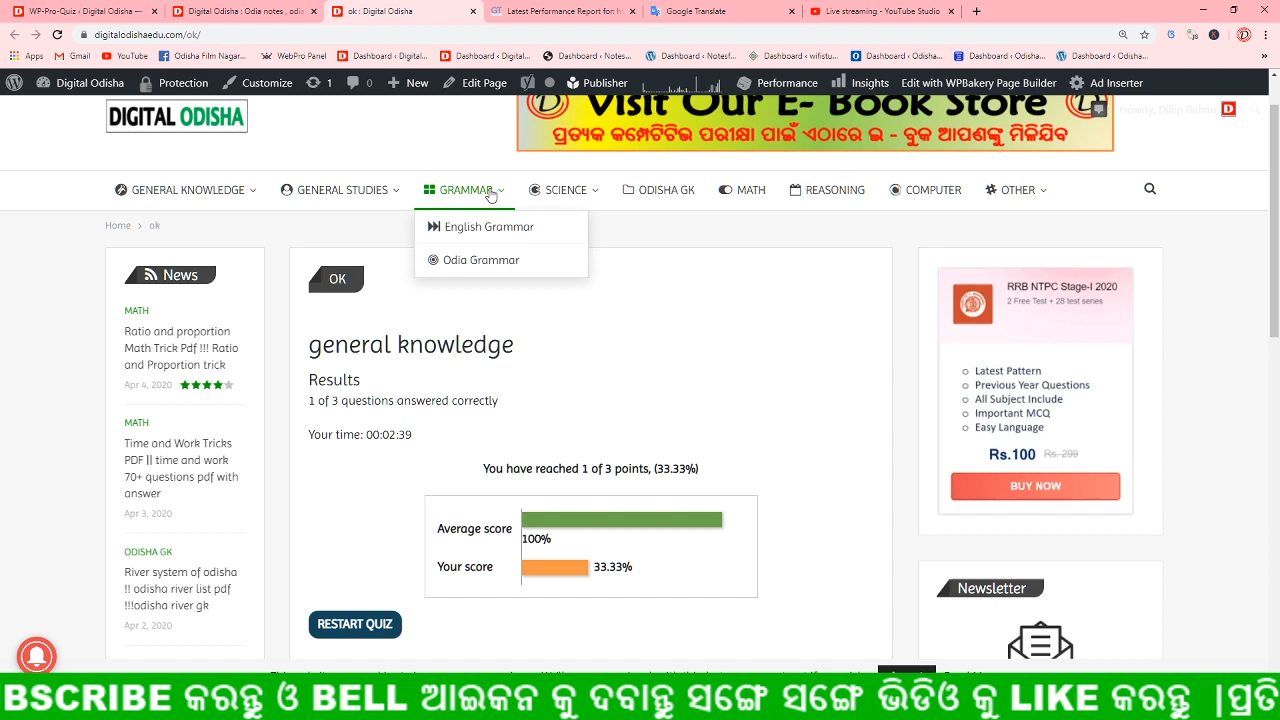 WP-Pro-Quiz ‹ Digital Od
Digital Odisha : Odia notes, odia
ok : Digital Odisha
Latest Performance Report for: h
Google Translate
Live streaming - YouTube Studio
digitalodishaedu.com/ok/
Apps
Gmail
YouTube
Odisha Film Nagar...
WebPro Panel
Dashboard ‹ Digital...
Dashboard ‹ Notesf...
Dashboard ‹ wifistu...
Dashboard ‹ Odisha...
Dashboard ‹ Digital...
Dashboard ‹ Notesf...
Digital Odisha
Protection
Customize
1
0
New
Edit Page
Publisher
Performance
Insights
Edit with WPBakery Page Builder
Ad Inserter
DIGITAL ODISHA
Visit Our E- Book Store
ପ୍ରତ୍ୟକ କମ୍ପେଟିଟିଭ ପରୀକ୍ଷା ପାଇଁ ଏଠାରେ ଇ - ବୁକ ଆପଣଙ୍କୁ ମିଳିଯିବ
Howdy, Dillip Rohan
GENERAL KNOWLEDGE
GENERAL STUDIES
GRAMMAR
SCIENCE
ODISHA GK
MATH
REASONING
COMPUTER
OTHER
English Grammar
Odia Grammar
Home > ok
News
MATH
Ratio and proportion
Math Trick Pdf !!! Ratio
and Proportion trick
Apr 4, 2020
MATH
Time and Work Tricks
PDF || time and work
70+ questions pdf with
answer
Apr 3, 2020
ODISHA GK
River system of odisha
!! odisha river list pdf
!!!odisha river gk
Apr 2, 2020
OK
general knowledge
Results
1 of 3 questions answered correctly
Your time: 00:02:39
You have reached 1 of 3 points, (33.33%)
Average score
100%
Your score
33.33%
RESTART QUIZ
RRB NTPC Stage-I 2020
2 Free Test + 28 test series
Latest Pattern
Previous Year Questions
All Subject Include
Important MCQ
Easy Language
Rs.100 Rs. 299
BUY NOW
Newsletter
BSCRIBE କରନ୍ତୁ ଓ BELL ଆଇକନ କୁ ଦବାନ୍ତୁ ସଙ୍ଗେ ସଙ୍ଗେ ଭିଡିଓ କୁ LIKE କରନ୍ତୁ |ପ୍ରତି